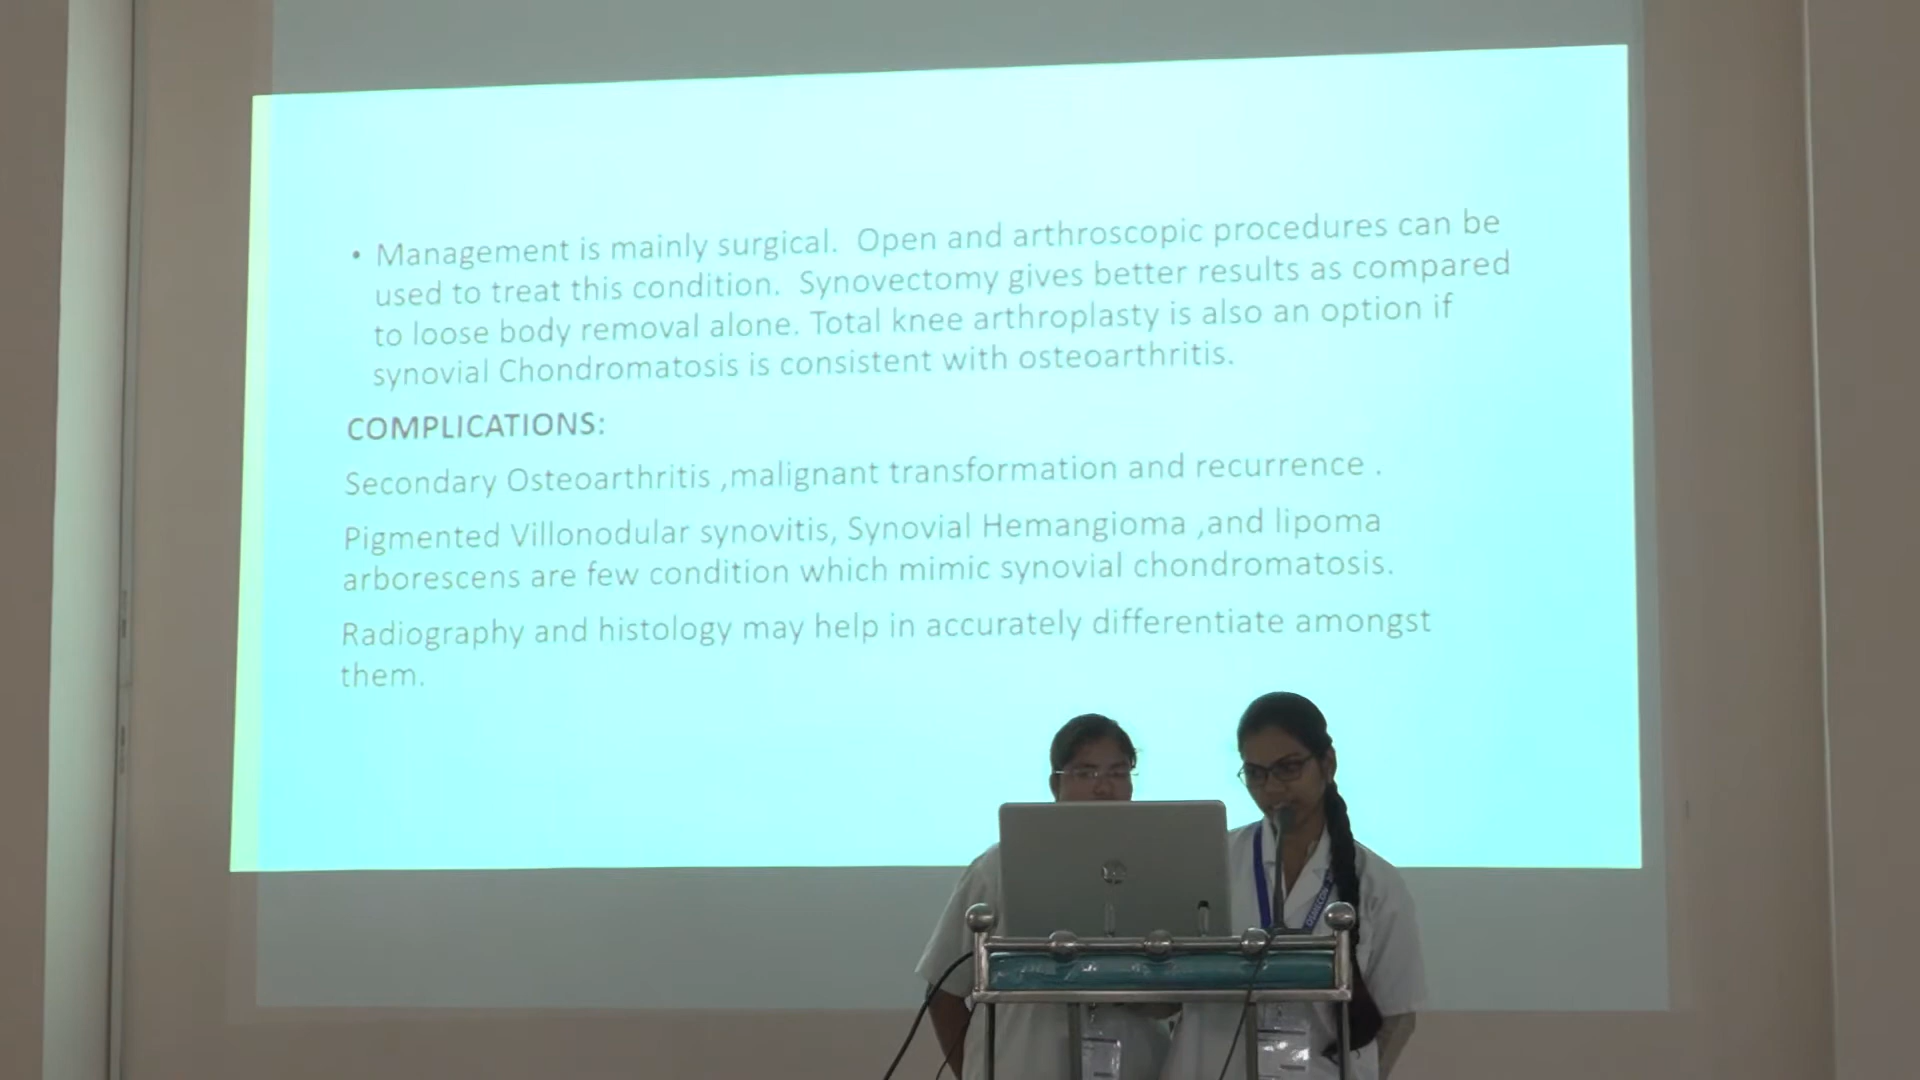 • Management is mainly surgical. Open and arthroscopic procedures can be
used to treat this condition. Synovectomy gives better results as compared
to loose body removal alone. Total knee arthroplasty is also an option if
synovial Chondromatosis is consistent with osteoarthritis.
COMPLICATIONS:
Secondary Osteoarthritis ,malignant transformation and recurrence .
Pigmented Villonodular synovitis, Synovial Hemangioma ,and lipoma
arborescens are few condition which mimic synovial chondromatosis.
Radiography and histology may help in accurately differentiate amongst
them.
hp